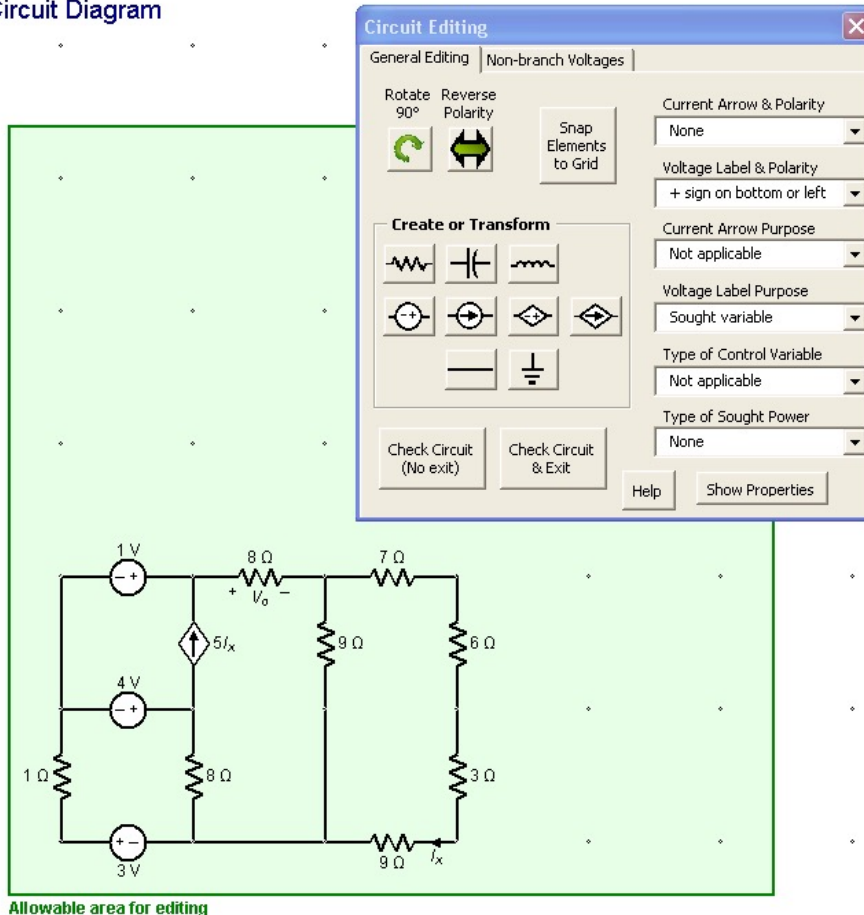 Circuit Diagram
Circuit Editing
General Editing
Non-branch Voltages
Rotate 90°
Reverse Polarity
Snap
Elements
to Grid
Create or Transform
Current Arrow & Polarity
None
Voltage Label & Polarity
+ sign on bottom or left
Current Arrow Purpose
Not applicable
Voltage Label Purpose
Sought variable
Type of Control Variable
Not applicable
Type of Sought Power
None
Check Circuit
(No exit)
Check Circuit
& Exit
Help
Show Properties
1 V
8 Ω
7 Ω
+ Vo −
5Ix
9 Ω
6 Ω
4 V
1 Ω
8 Ω
3 Ω
3 V
9 Ω
Ix
Allowable area for editing